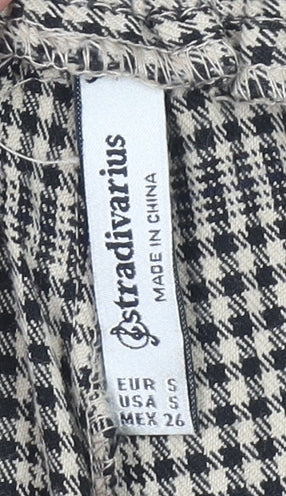 stradivarius
MADE IN CHINA
EUR S
USA S
MEX 26